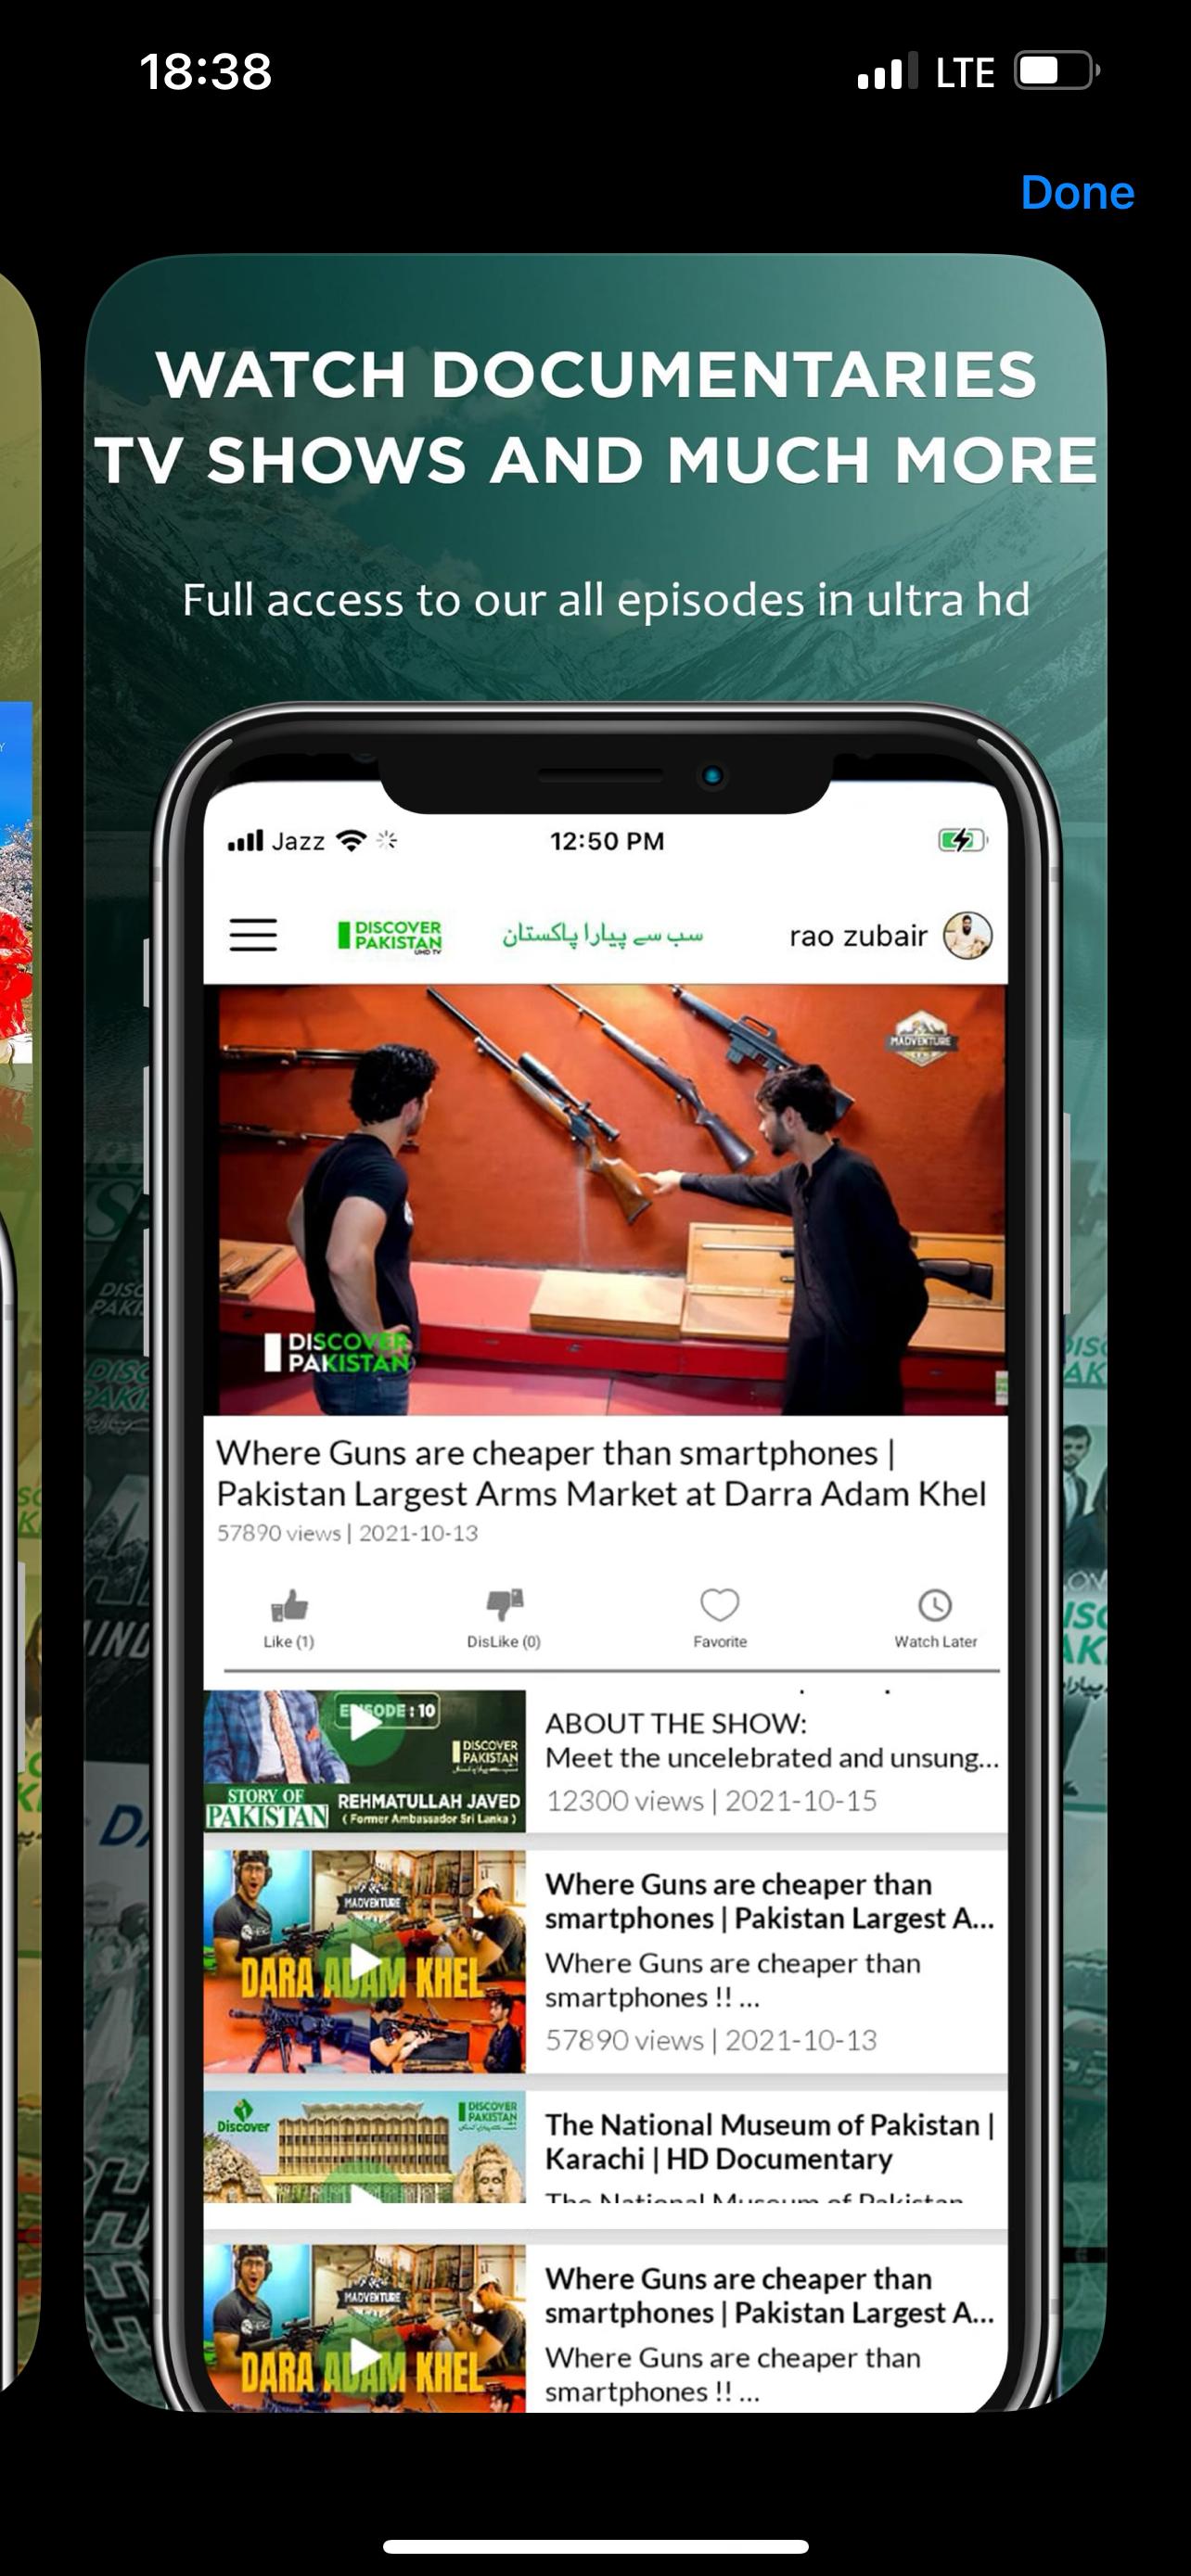 18:38
LTE
Done
WATCH DOCUMENTARIES
TV SHOWS AND MUCH MORE
Full access to our all episodes in ultra hd
Jazz
12:50 PM
DISCOVER
PAKISTAN
UHD TV
سب سے پیارا پاکستان
rao zubair
MADVENTURE
DISCOVER
PAKISTAN
Where Guns are cheaper than smartphones |
Pakistan Largest Arms Market at Darra Adam Khel
57890 views | 2021-10-13
Like (1)
DisLike (0)
Favorite
Watch Later
EPISODE : 10
DISCOVER
PAKISTAN
STORY OF
PAKISTAN
REHMATULLAH JAVED
( Former Ambassador Sri Lanka )
ABOUT THE SHOW:
Meet the uncelebrated and unsung...
12300 views | 2021-10-15
MADVENTURE
DARA ADAM KHEL
Where Guns are cheaper than
smartphones | Pakistan Largest A...
Where Guns are cheaper than
smartphones !! ...
57890 views | 2021-10-13
Discover
DISCOVER
PAKISTAN
The National Museum of Pakistan |
Karachi | HD Documentary
The National Museum of Pakistan
MADVENTURE
DARA ADAM KHEL
Where Guns are cheaper than
smartphones | Pakistan Largest A...
Where Guns are cheaper than
smartphones !! ...